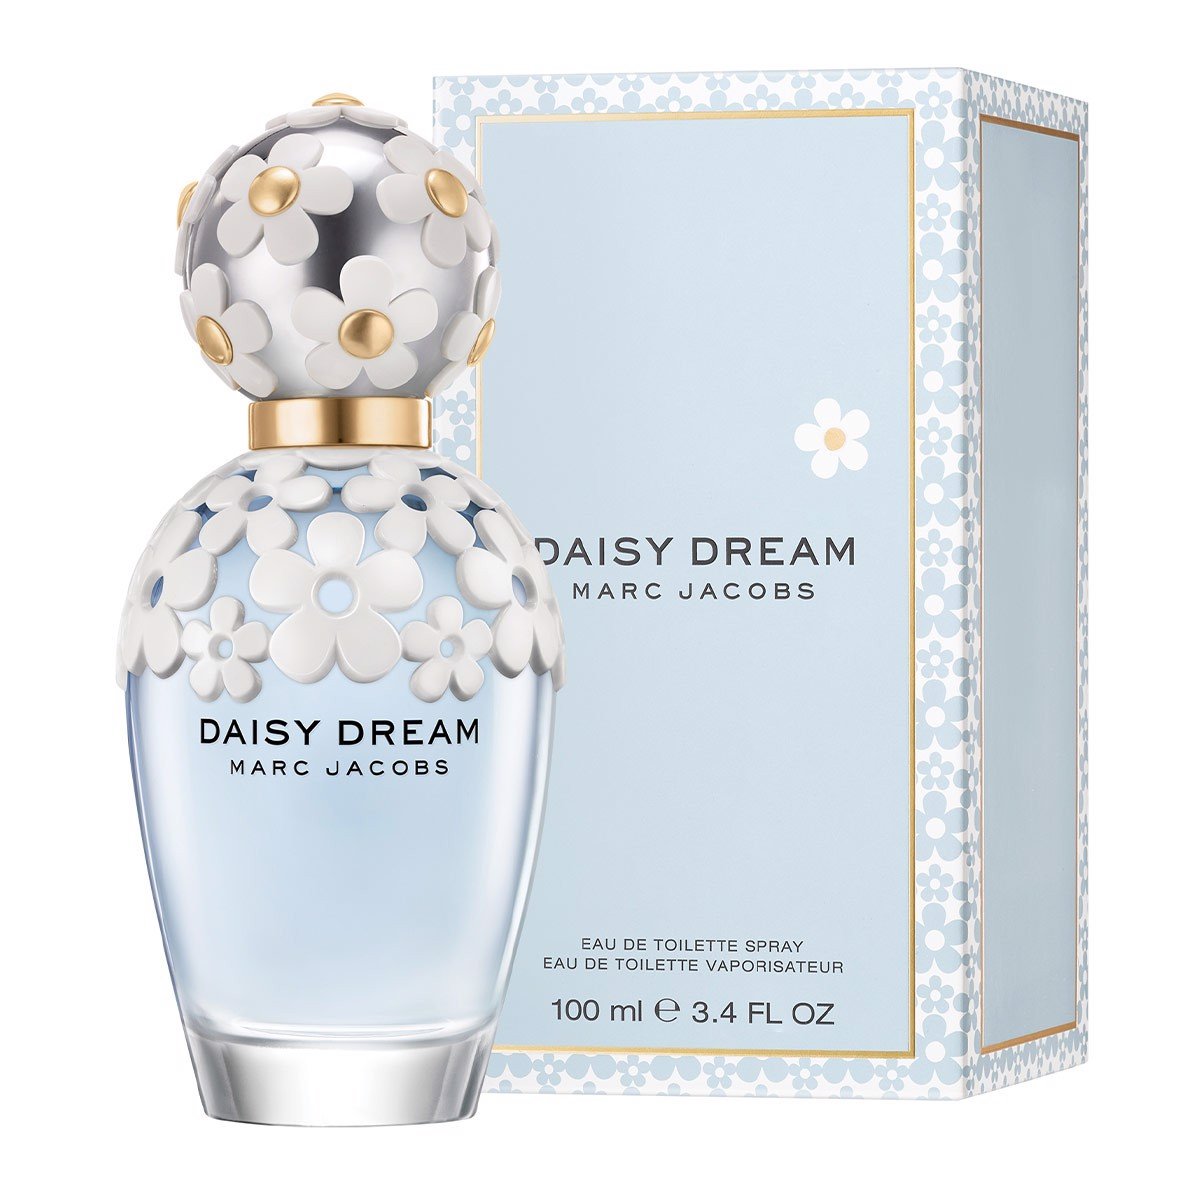 DAISY DREAM
MARC JACOBS
DAISY DREAM
MARC JACOBS
EAU DE TOILETTE SPRAY
EAU DE TOILETTE VAPORISATEUR
100 ml ℮ 3.4 FL OZ